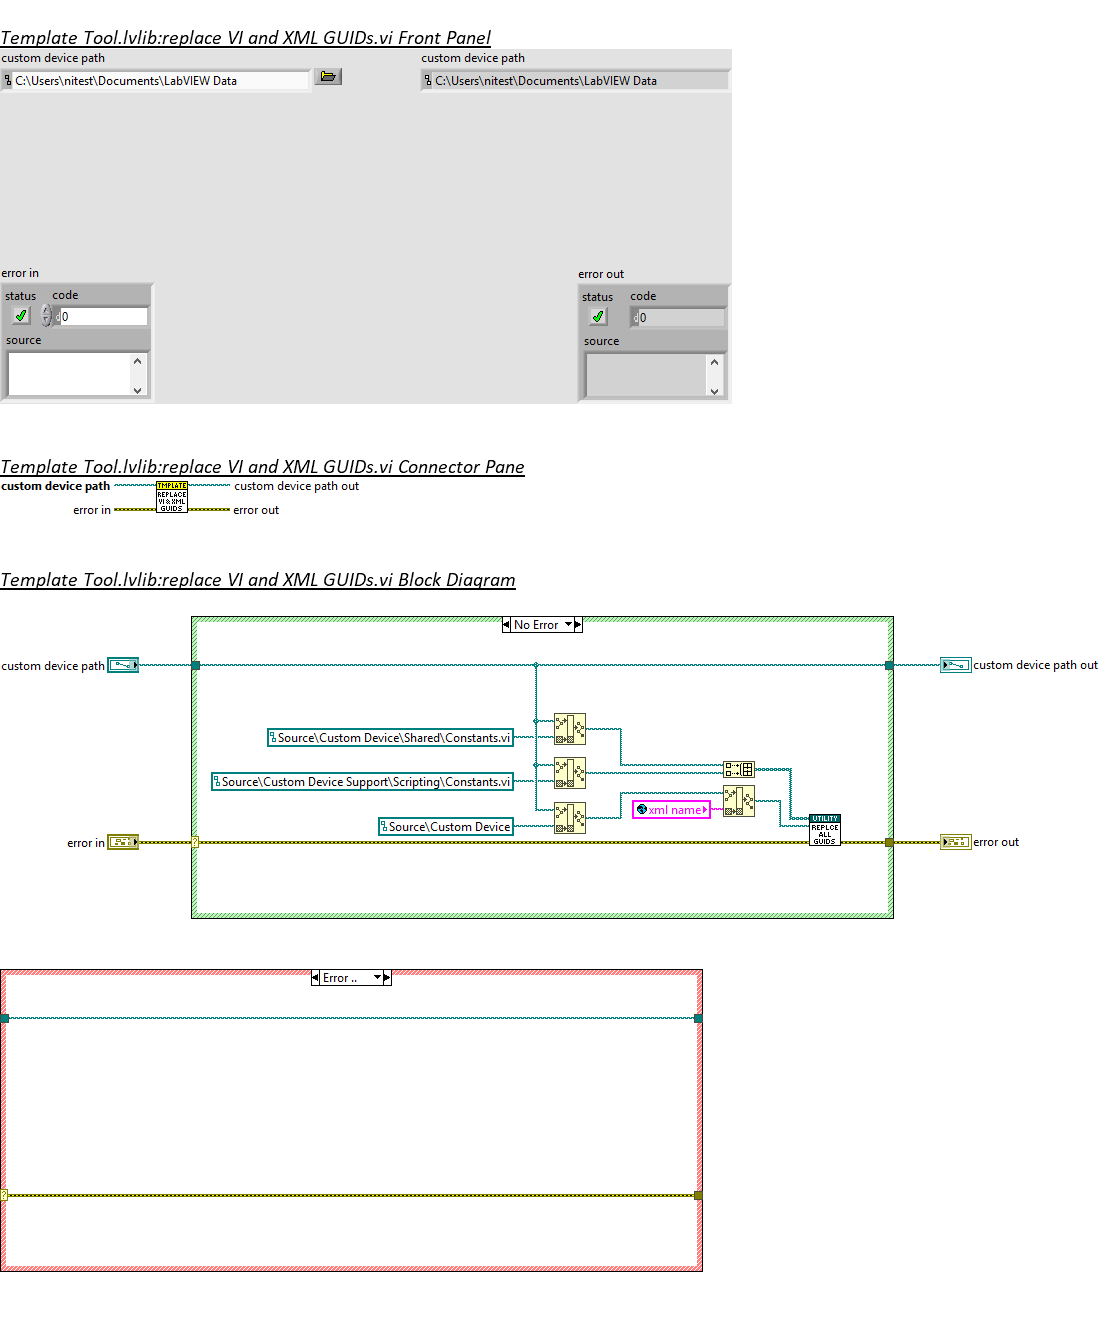 Template Tool.lvlib:replace VI and XML GUIDs.vi Front Panel
custom device path
custom device path
C:\Users\nitest\Documents\LabVIEW Data
C:\Users\nitest\Documents\LabVIEW Data
error in
error out
status code
status code
d 0
d 0
source
source
Template Tool.lvlib:replace VI and XML GUIDs.vi Connector Pane
custom device path
TMPLATE
REPLACE
VI & XML
GUIDS
custom device path out
error in
error out
Template Tool.lvlib:replace VI and XML GUIDs.vi Block Diagram
No Error
custom device path
custom device path out
Source\Custom Device\Shared\Constants.vi
Source\Custom Device Support\Scripting\Constants.vi
xml name
Source\Custom Device
UTILITY
REPLCE
ALL
GUIDS
error in
?
error out
Error ..
?